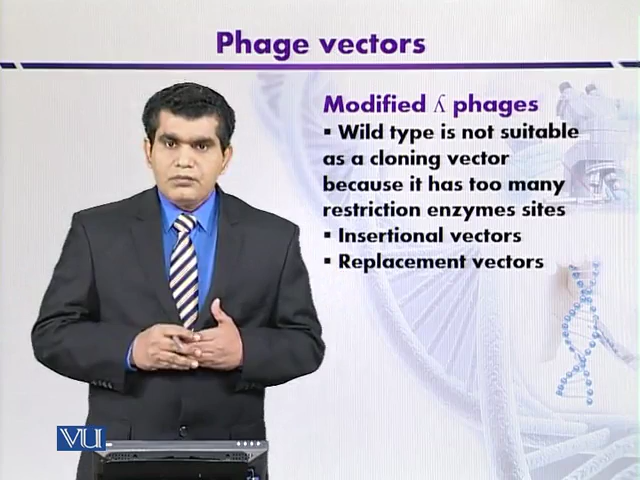 Phage vectors
Modified ʎ phages
▪ Wild type is not suitable
as a cloning vector
because it has too many
restriction enzymes sites
▪ Insertional vectors
▪ Replacement vectors
VU